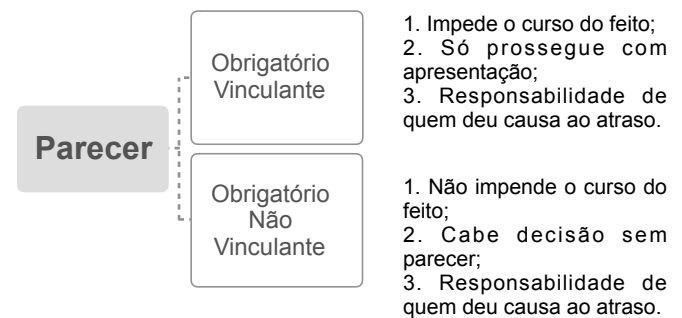 Parecer
Obrigatório
Vinculante
1. Impede o curso do feito;
2. Só prossegue com
apresentação;
3. Responsabilidade de
quem deu causa ao atraso.
Obrigatório
Não
Vinculante
1. Não impende o curso do
feito;
2. Cabe decisão sem
parecer;
3. Responsabilidade de
quem deu causa ao atraso.